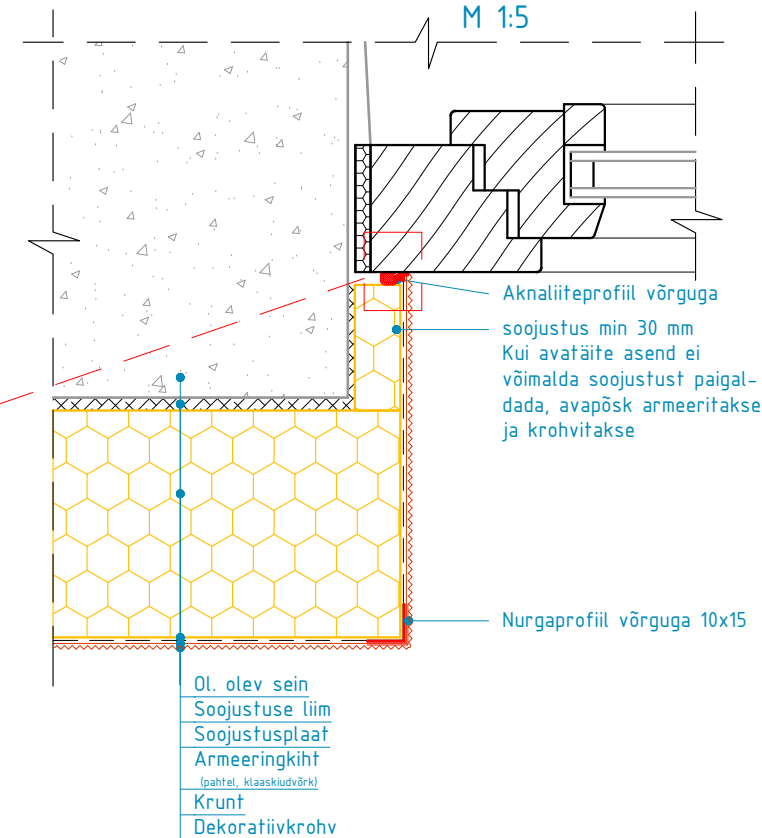 M 1:5
Aknaliiteprofiil võrguga
soojustus min 30 mm
Kui avatäite asend ei
võimalda soojustust paigal-
dada, avapõsk armeeritakse
ja krohvitakse
Nurgaprofiil võrguga 10x15
Ol. olev sein
Soojustuse liim
Soojustusplaat
Armeeringkiht
(pahtel, klaaskiudvõrk)
Krunt
Dekoratiivkrohv